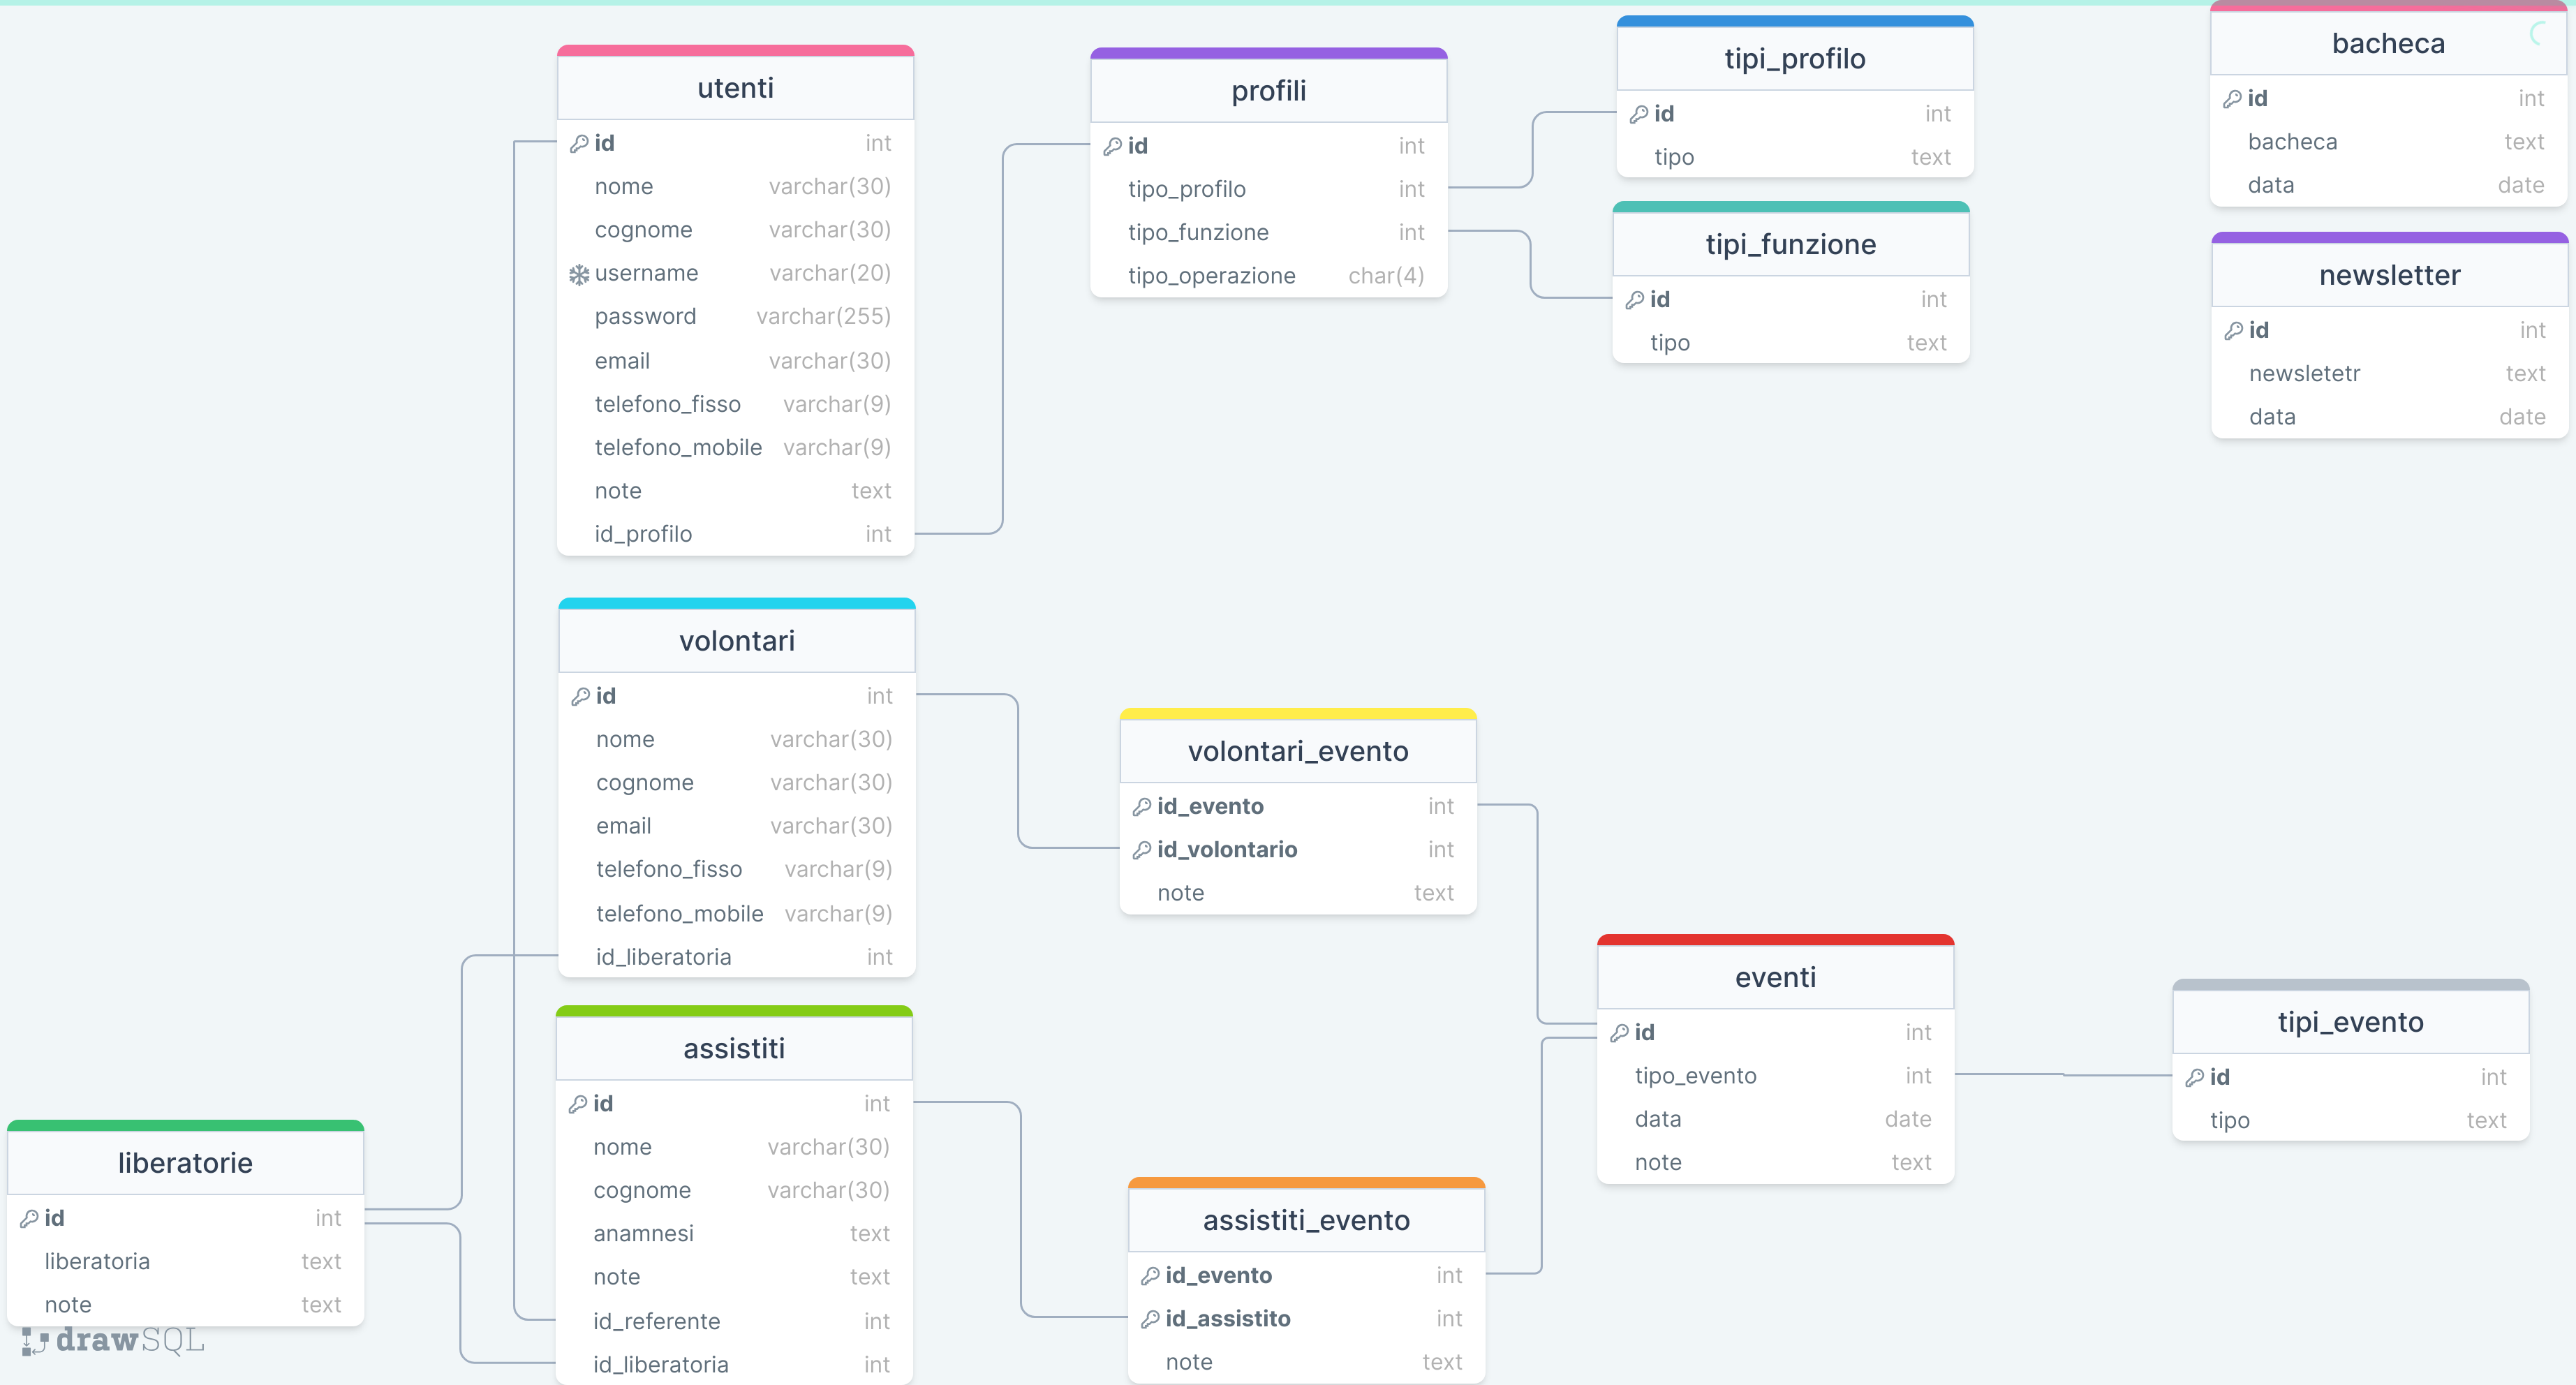 utenti
id int
nome varchar(30)
cognome varchar(30)
username varchar(20)
password varchar(255)
email varchar(30)
telefono_fisso varchar(9)
telefono_mobile varchar(9)
note text
id_profilo int
profili
id int
tipo_profilo int
tipo_funzione int
tipo_operazione char(4)
tipi_profilo
id int
tipo text
tipi_funzione
id int
tipo text
bacheca
id int
bacheca text
data date
newsletter
id int
newsletetr text
data date
volontari
id int
nome varchar(30)
cognome varchar(30)
email varchar(30)
telefono_fisso varchar(9)
telefono_mobile varchar(9)
id_liberatoria int
volontari_evento
id_evento int
id_volontario int
note text
eventi
id int
tipo_evento int
data date
note text
tipi_evento
id int
tipo text
assistiti
id int
nome varchar(30)
cognome varchar(30)
anamnesi text
note text
id_referente int
id_liberatoria int
assistiti_evento
id_evento int
id_assistito int
note text
liberatorie
id int
liberatoria text
note text
drawSQL